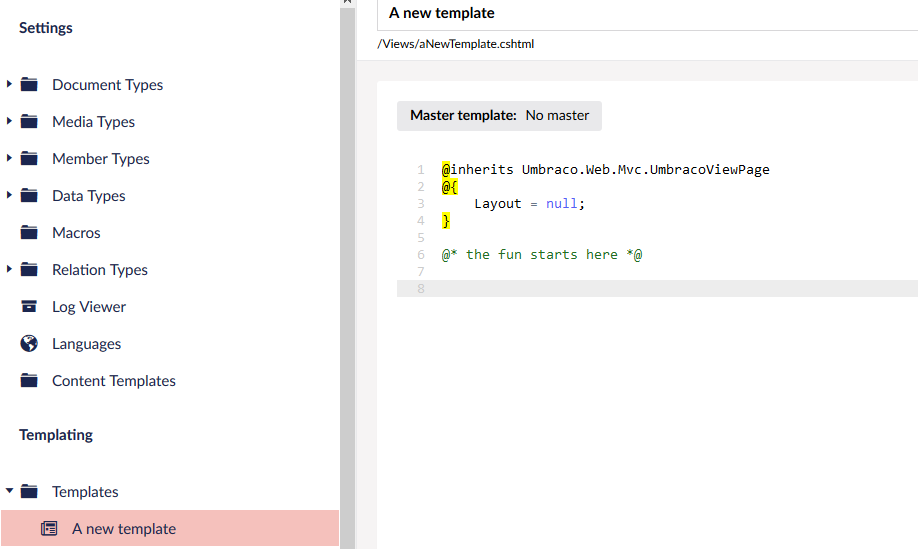 Settings
Document Types
Media Types
Member Types
Data Types
Macros
Relation Types
Log Viewer
Languages
Content Templates
Templating
Templates
A new template
A new template
/Views/aNewTemplate.cshtml
Master template: No master
1 @inherits Umbraco.Web.Mvc.UmbracoViewPage
2 @{
3     Layout = null;
4 }
5
6 @* the fun starts here *@
7
8